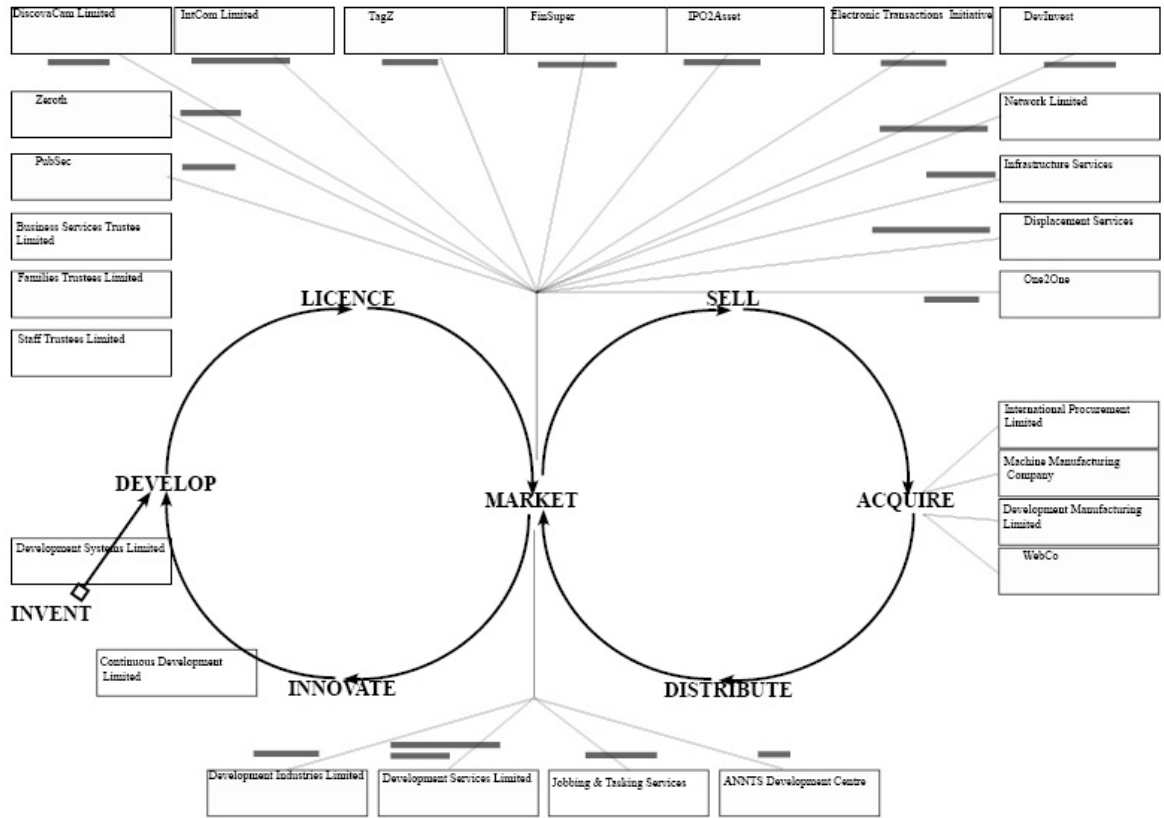 DiscovaCam Limited
IntCom Limited
TagZ
FinSuper
IPO2Asset
Electronic Transactions Initiative
DevInvest
Zeroth
Network Limited
PubSec
Infrastructure Services
Business Services Trustee
Limited
Displacement Services
Families Trustees Limited
One2One
LICENCE
SELL
Staff Trustees Limited
International Procurement
Limited
Machine Manufacturing
Company
DEVELOP
MARKET
ACQUIRE
Development Manufacturing
Limited
Development Systems Limited
WebCo
INVENT
Continuous Development
Limited
INNOVATE
DISTRIBUTE
Development Industries Limited
Development Services Limited
Jobbing & Tasking Services
ANNTS Development Centre